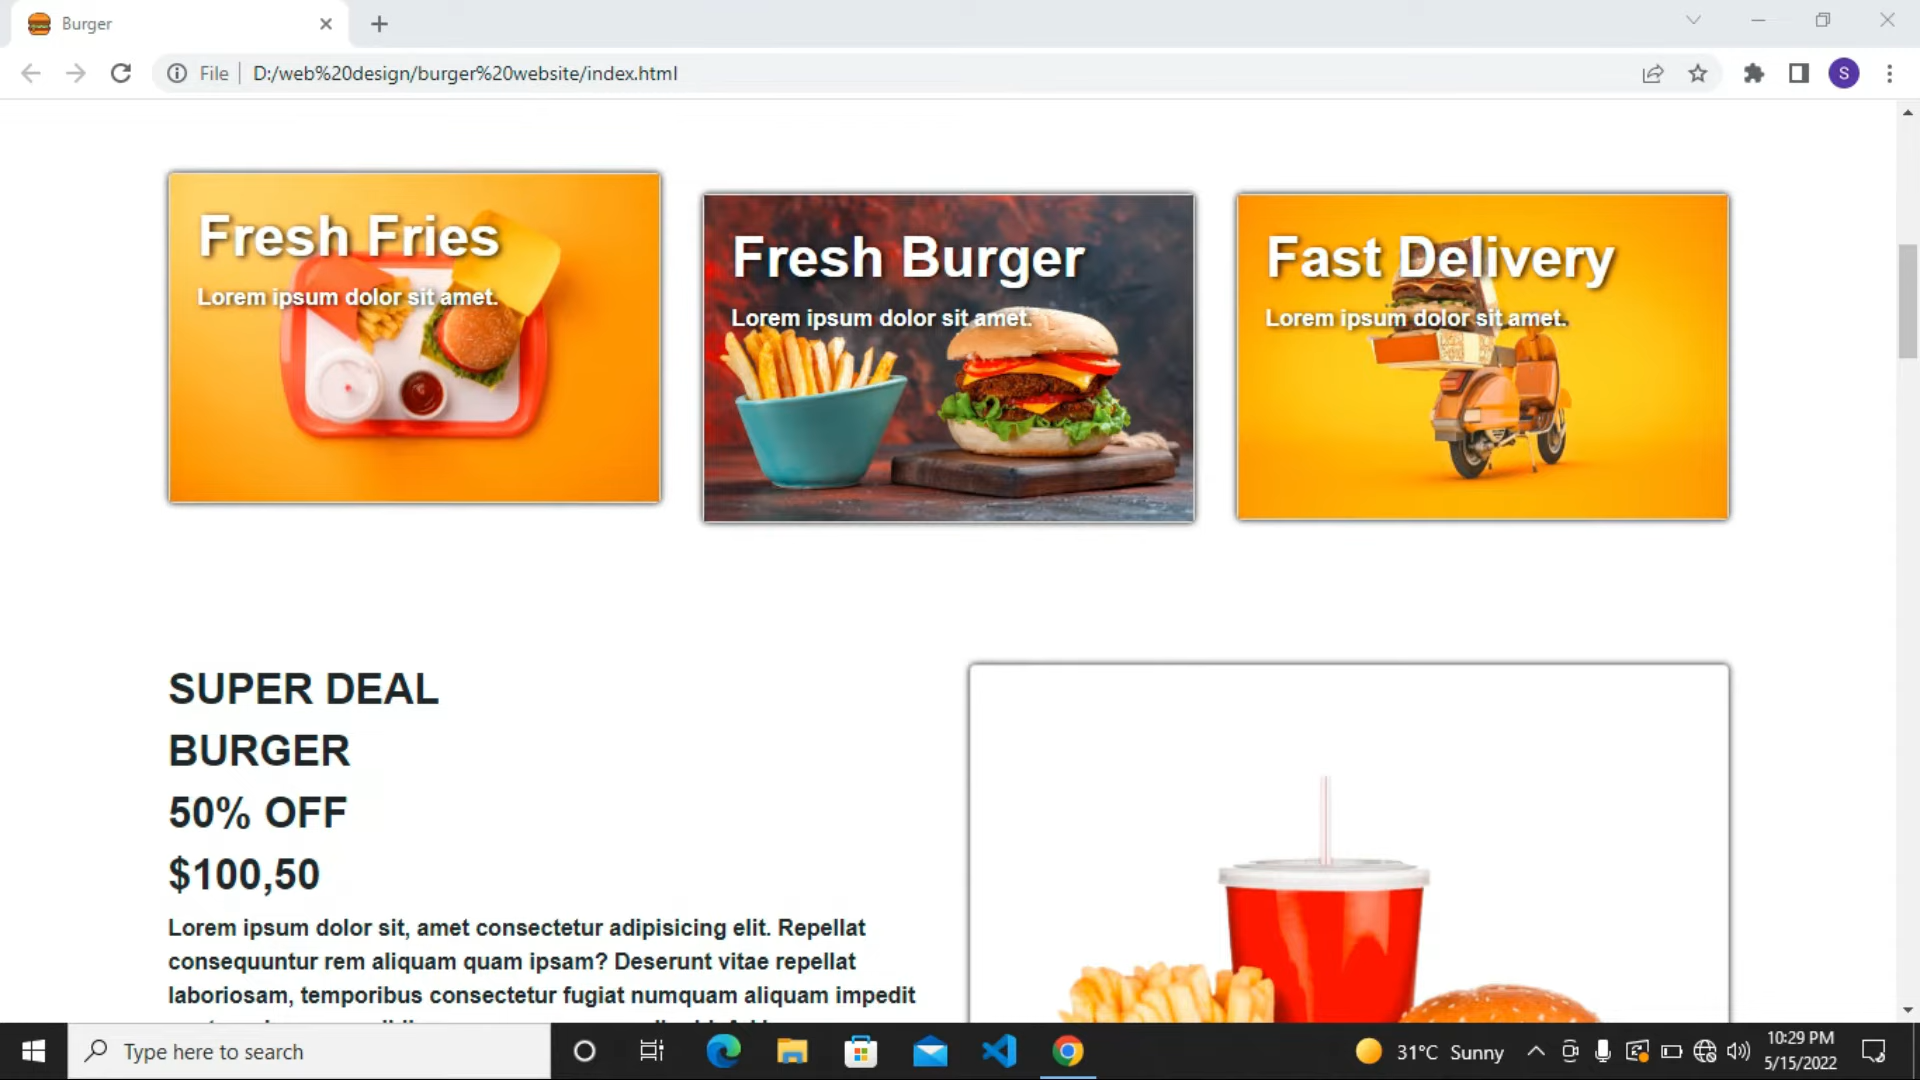 Burger
File
D:/web%20design/burger%20website/index.html
S
Fresh Fries
Lorem ipsum dolor sit amet.
Fresh Burger
Lorem ipsum dolor sit amet.
Fast Delivery
Lorem ipsum dolor sit amet.
SUPER DEAL
BURGER
50% OFF
$100,50
Lorem ipsum dolor sit, amet consectetur adipisicing elit. Repellat
consequuntur rem aliquam quam ipsam? Deserunt vitae repellat
laboriosam, temporibus consectetur fugiat numquam aliquam impedit
Type here to search
31°C Sunny
10:29 PM
5/15/2022